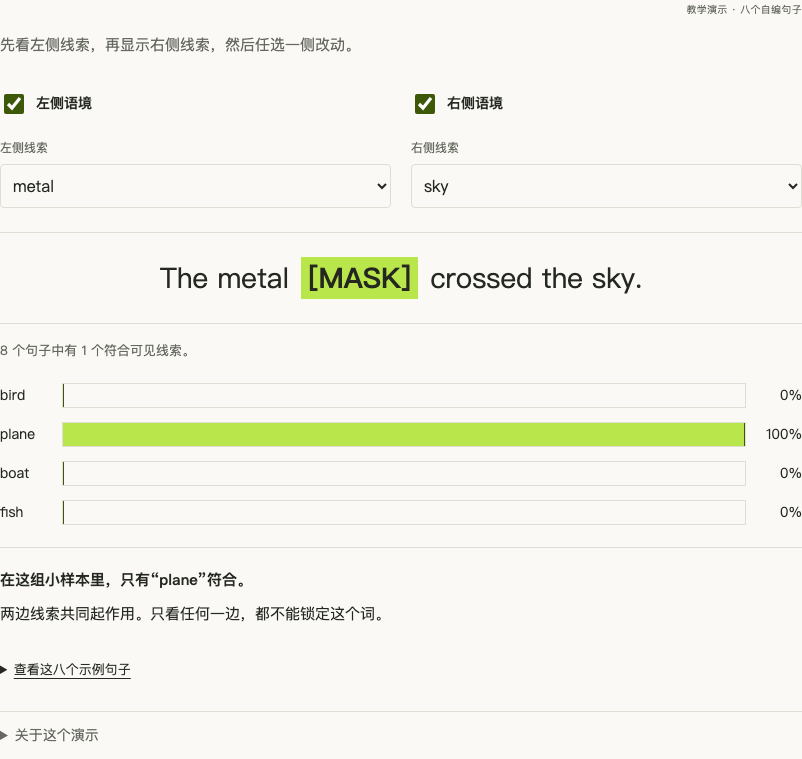 教学演示 · 八个自编句子
先看左侧线索，再显示右侧线索，然后任选一侧改动。
左侧语境
右侧语境
左侧线索
右侧线索
metal
sky
The metal [MASK] crossed the sky.
8 个句子中有 1 个符合可见线索。
bird 0%
plane 100%
boat 0%
fish 0%
在这组小样本里，只有“plane”符合。
两边线索共同起作用。只看任何一边，都不能锁定这个词。
查看这八个示例句子
关于这个演示